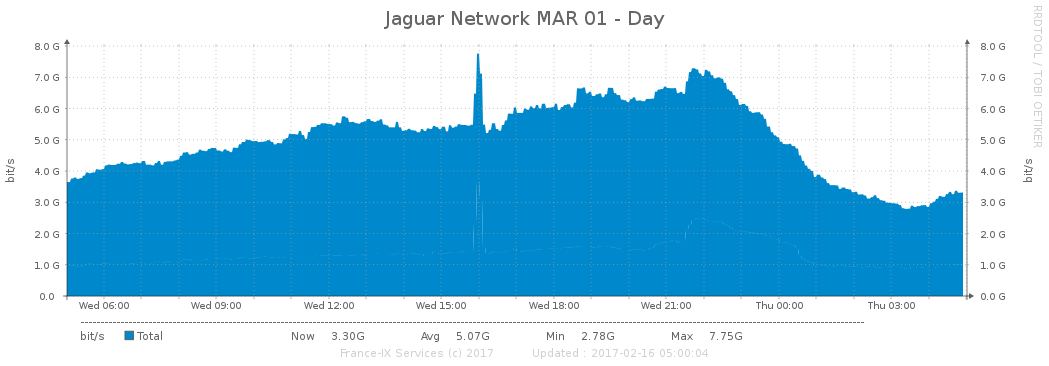 Jaguar Network MAR 01 - Day
RRDTOOL / TOBI OETIKER
bit/s
8.0 G
7.0 G
6.0 G
5.0 G
4.0 G
3.0 G
2.0 G
1.0 G
0.0
8.0 G
7.0 G
6.0 G
5.0 G
4.0 G
3.0 G
2.0 G
1.0 G
0.0 G
bit/s
Wed 06:00 Wed 09:00 Wed 12:00 Wed 15:00 Wed 18:00 Wed 21:00 Thu 00:00 Thu 03:00
bit/s Total Now 3.30G Avg 5.07G Min 2.78G Max 7.75G
France-IX Services (c) 2017 Updated : 2017-02-16 05:00:04